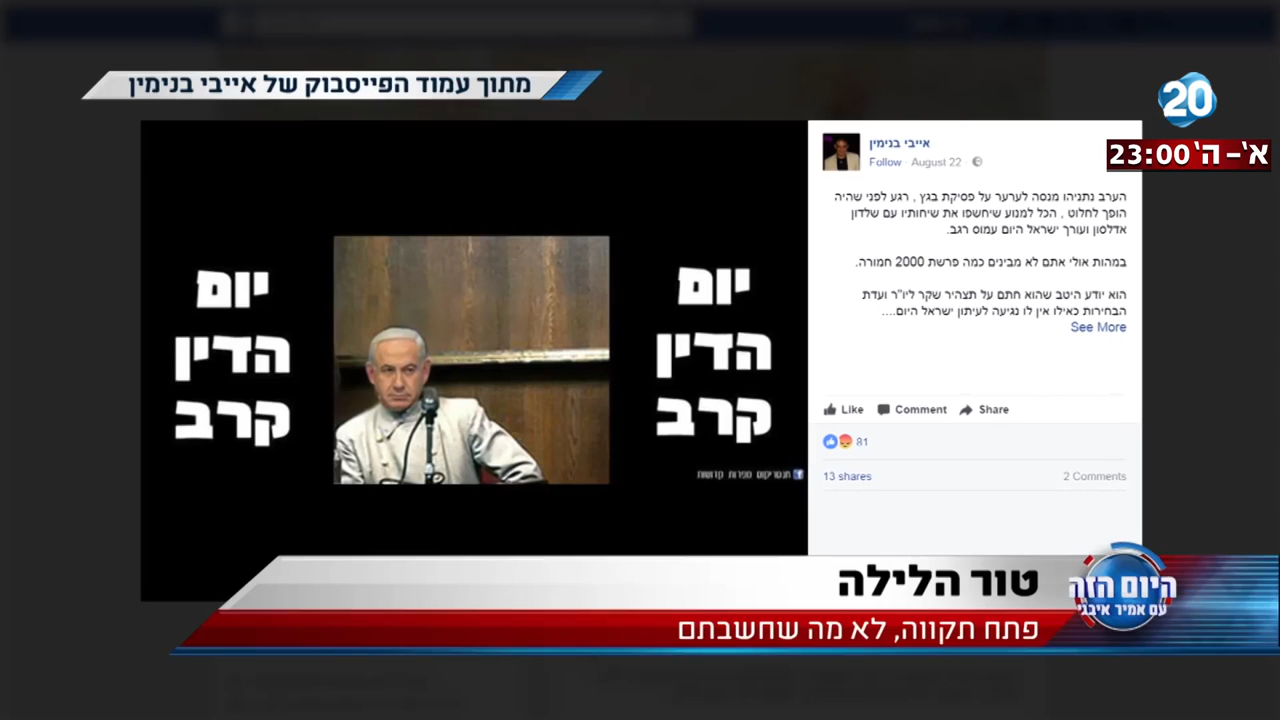 מתוך עמוד הפייסבוק של אייבי בנימין
20
א'-ה' 23:00
יום
הדין
קרב
יום
הדין
קרב
תנטריקום ספרות קדושות
אייבי בנימין
Follow · August 22
הערב נתניהו מנסה לערער על פסיקת בגץ , רגע לפני שהיה
הופך לחלוט , הכל למנוע שיחשפו את שיחותיו עם שלדון
אדלסון ועורך ישראל היום עמוס רגב.
במהות אולי אתם לא מבינים כמה פרשת 2000 חמורה.
הוא יודע היטב שהוא חתם על תצהיר שקר ליו"ר ועדת
הבחירות כאילו אין לו נגיעה לעיתון ישראל היום....
See More
Like Comment Share
81
13 shares 2 Comments
טור הלילה
פתח תקווה, לא מה שחשבתם
היום הזה
עם אמיר איבגי